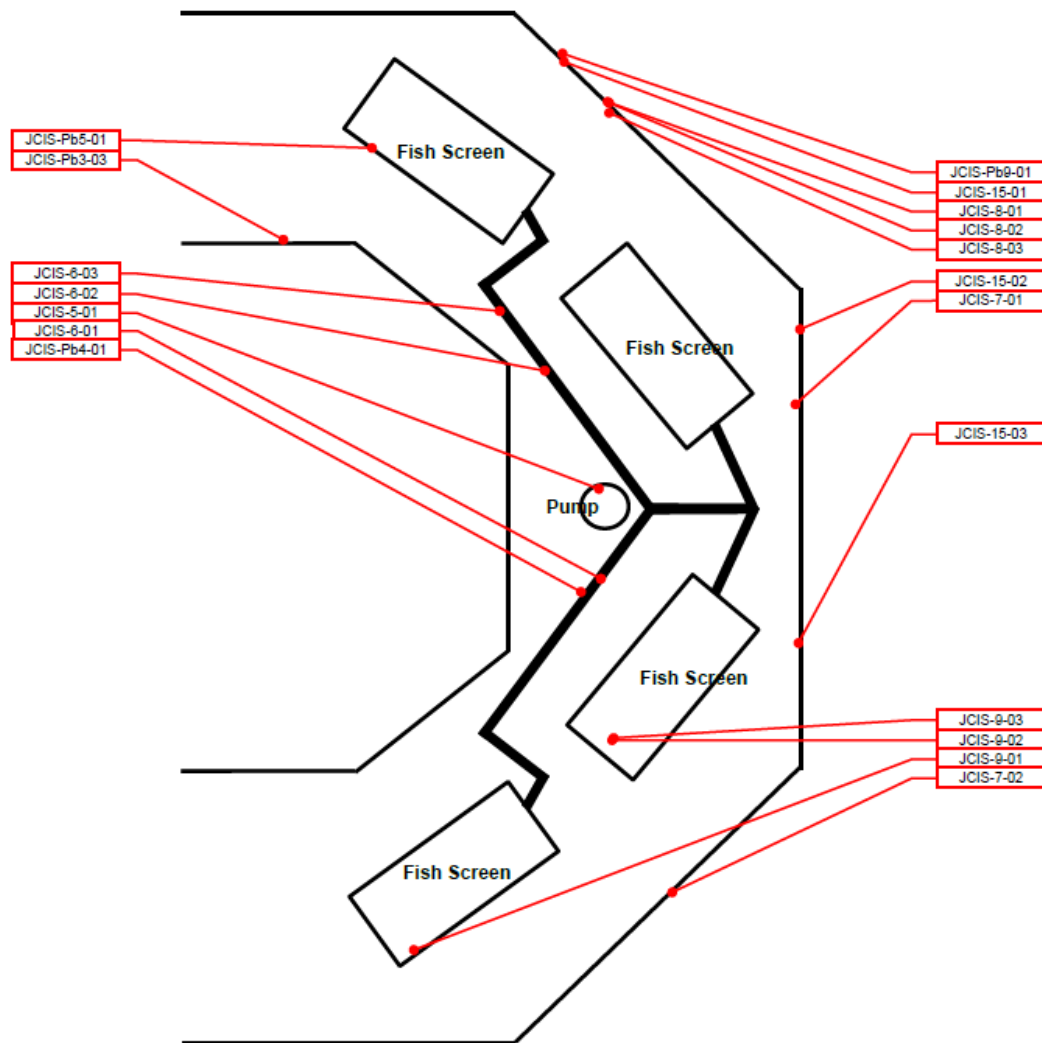 JCIS-Pb5-01
JCIS-Pb3-03
JCIS-6-03
JCIS-6-02
JCIS-5-01
JCIS-6-01
JCIS-Pb4-01
Fish Screen
Fish Screen
Pump
Fish Screen
Fish Screen
JCIS-Pb9-01
JCIS-15-01
JCIS-8-01
JCIS-8-02
JCIS-8-03
JCIS-15-02
JCIS-7-01
JCIS-15-03
JCIS-9-03
JCIS-9-02
JCIS-9-01
JCIS-7-02